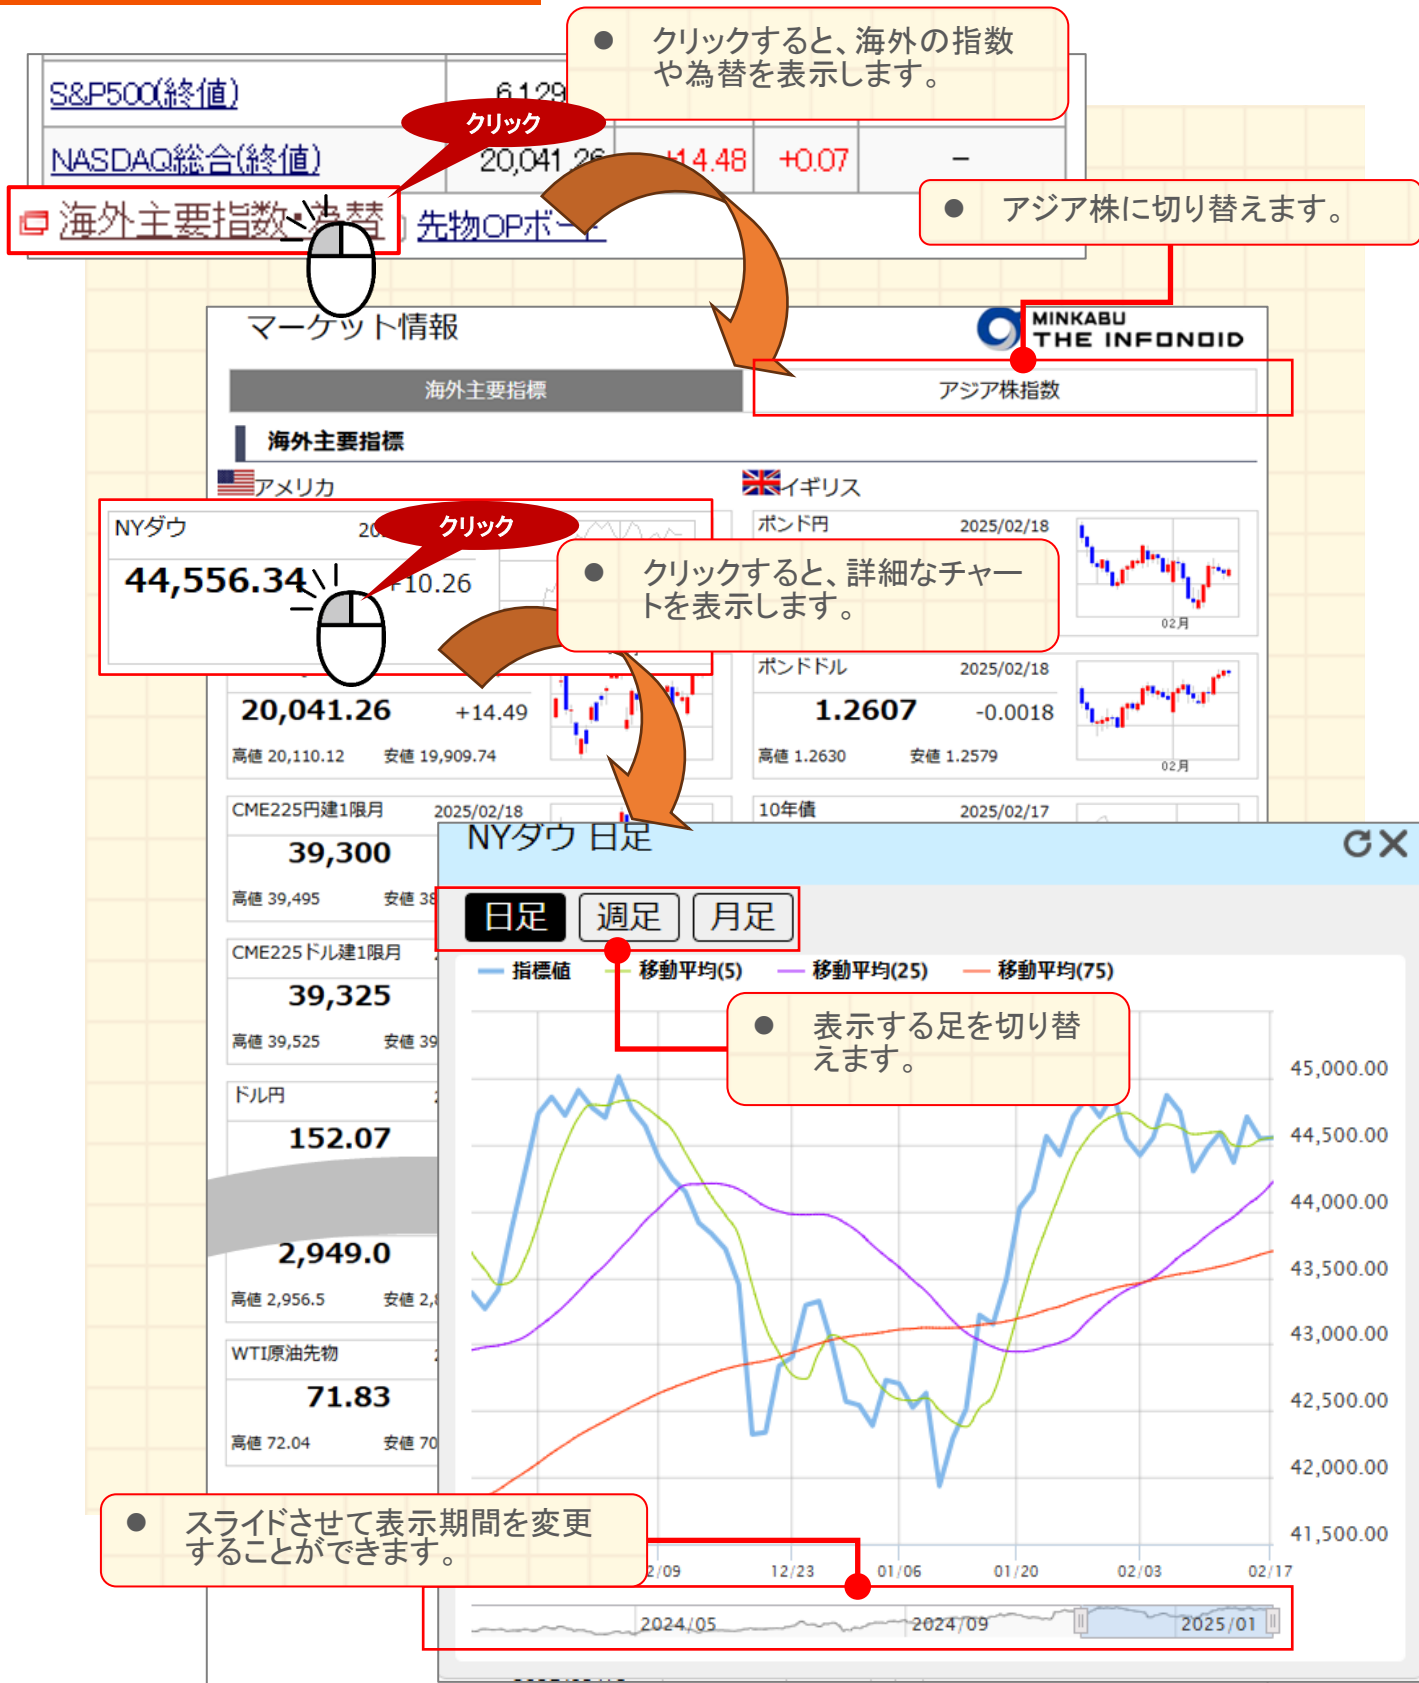 クリックすると、海外の指数
や為替を表示します。
S&P500(終値)
6,129
クリック
NASDAQ総合(終値)
20,041.26
+14.48
+0.07
－
海外主要指数・為替
先物OPボード
アジア株に切り替えます。
マーケット情報
MINKABU
THE INFONOID
海外主要指標
アジア株指数
海外主要指標
アメリカ
イギリス
NYダウ
20
クリック
44,556.34
+10.26
クリックすると、詳細なチャー
トを表示します。
ポンド円
2025/02/18
02月
20,041.26
+14.49
高値 20,110.12
安値 19,909.74
ポンドドル
2025/02/18
1.2607
-0.0018
高値 1.2630
安値 1.2579
02月
CME225円建1限月
2025/02/18
39,300
高値 39,495
安値 38
10年債
2025/02/17
CME225ドル建1限月
39,325
高値 39,525
安値 39
ドル円
152.07
2,949.0
高値 2,956.5
安値 2,8
WTI原油先物
71.83
高値 72.04
安値 70
NYダウ 日足
日足
週足
月足
指標値
移動平均(5)
移動平均(25)
移動平均(75)
表示する足を切り替
えます。
45,000.00
44,500.00
44,000.00
43,500.00
43,000.00
42,500.00
42,000.00
41,500.00
スライドさせて表示期間を変更
することができます。
2/09
12/23
01/06
01/20
02/03
02/17
2024/05
2024/09
2025/01